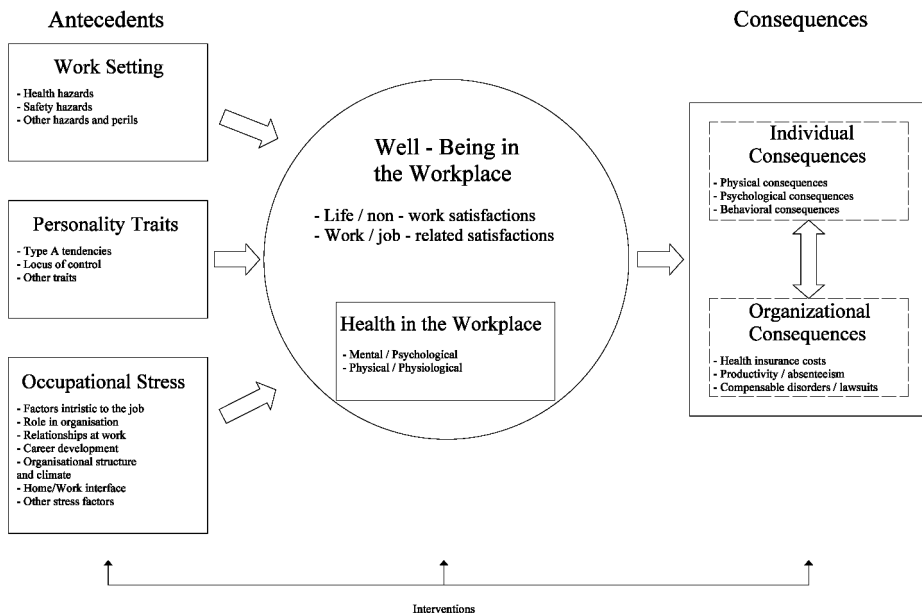 Antecedents
Work Setting
- Health hazards
- Safety hazards
- Other hazards and perils
Personality Traits
- Type A tendencies
- Locus of control
- Other traits
Occupational Stress
- Factors intristic to the job
- Role in organisation
- Relationships at work
- Career development
- Organisational structure
and climate
- Home/Work interface
- Other stress factors
Well - Being in
the Workplace
- Life / non - work satisfactions
- Work / job - related satisfactions
Health in the Workplace
- Mental / Psychological
- Physical / Physiological
Consequences
Individual
Consequences
- Physical consequences
- Psychological consequences
- Behavioral consequences
Organizational
Consequences
- Health insurance costs
- Productivity / absenteeism
- Compensable disorders / lawsuits
Interventions